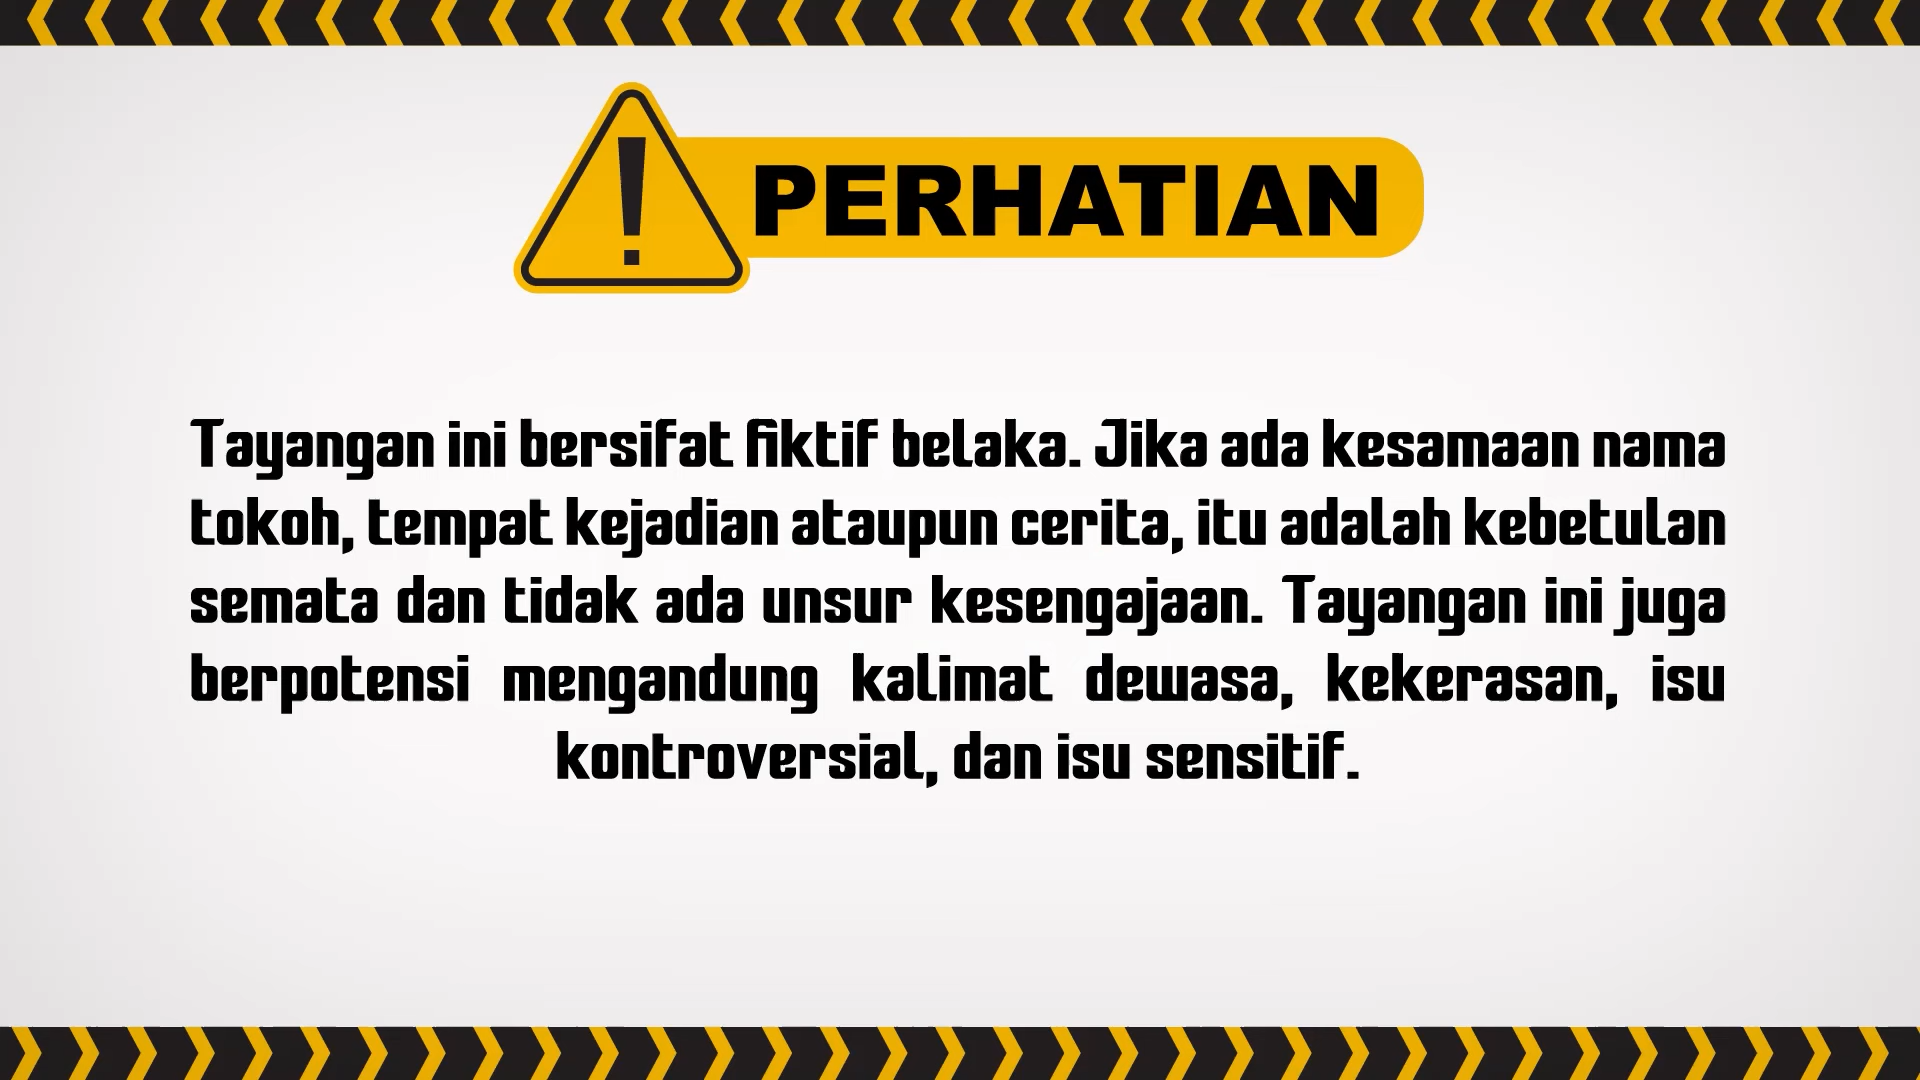 PERHATIAN
Tayangan ini bersifat fiktif belaka. Jika ada kesamaan nama
tokoh, tempat kejadian ataupun cerita, itu adalah kebetulan
semata dan tidak ada unsur kesengajaan. Tayangan ini juga
berpotensi mengandung kalimat dewasa, kekerasan, isu
kontroversial, dan isu sensitif.